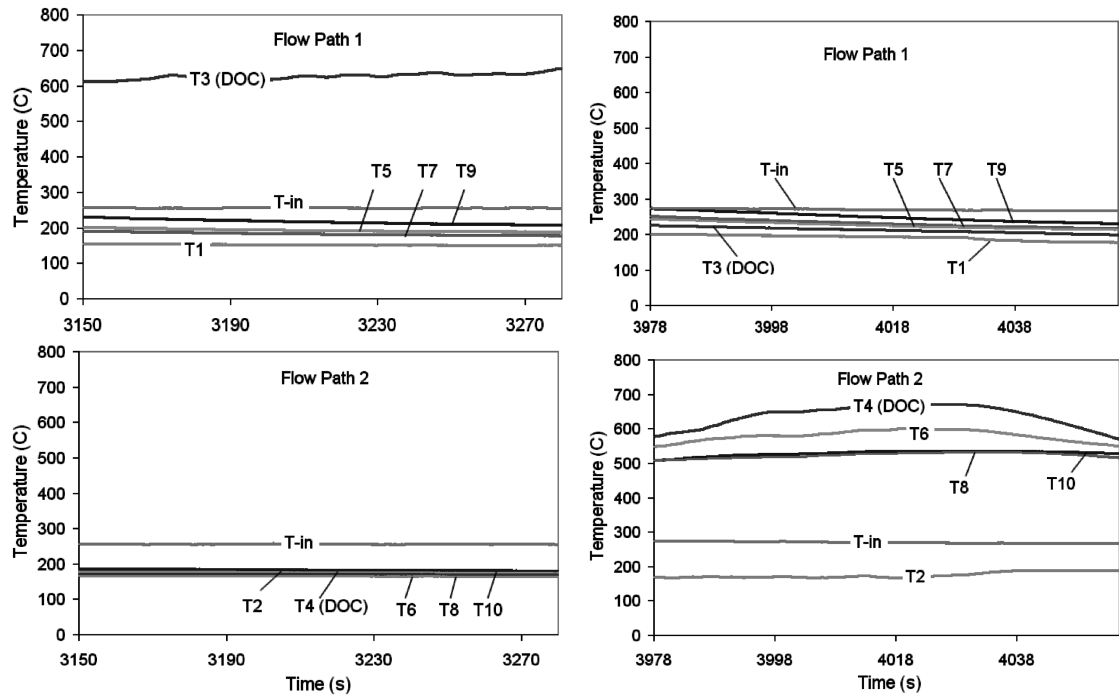 Flow Path 1
Temperature (C)
800
700
600
500
400
300
200
100
0
T3 (DOC)
T5 T7 T9
T-in
T1
3150 3190 3230 3270
Flow Path 1
Temperature (C)
800
700
600
500
400
300
200
100
0
T-in T5 T7 T9
T3 (DOC) T1
3978 3998 4018 4038
Flow Path 2
Temperature (C)
800
700
600
500
400
300
200
100
0
T-in
T2 T4 (DOC) T6 T8 T10
3150 3190 3230 3270
Time (s)
Flow Path 2
Temperature (C)
800
700
600
500
400
300
200
100
0
T4 (DOC)
T6
T8 T10
T-in
T2
3978 3998 4018 4038
Time (s)